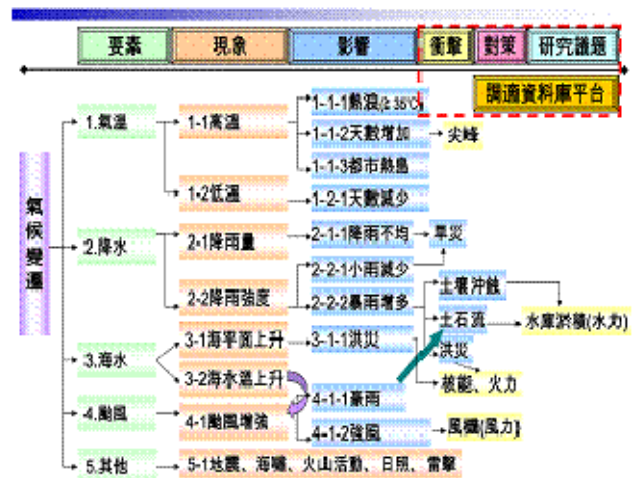 要素 現象 影響 衝擊 對策 研究議題
調適資料庫平台
氣候變遷
1.氣溫
1-1高溫
1-1-1熱浪(≥35℃)
1-1-2天數增加
尖峰
1-1-3都市熱島
1-2低溫
1-2-1天數減少
2.降水
2-1降雨量
2-1-1降雨不均
旱災
2-2降雨強度
2-2-1小雨減少
2-2-2暴雨增多
土壤沖蝕
土石流
水庫淤積(水力)
3.海水
3-1海平面上升
3-1-1洪災
洪災
3-2海水溫上升
核能、火力
4.颱風
4-1颱風增強
4-1-1豪雨
4-1-2強風
風機(風力)
5.其他
5-1地震、海嘯、火山活動、日照、雷擊